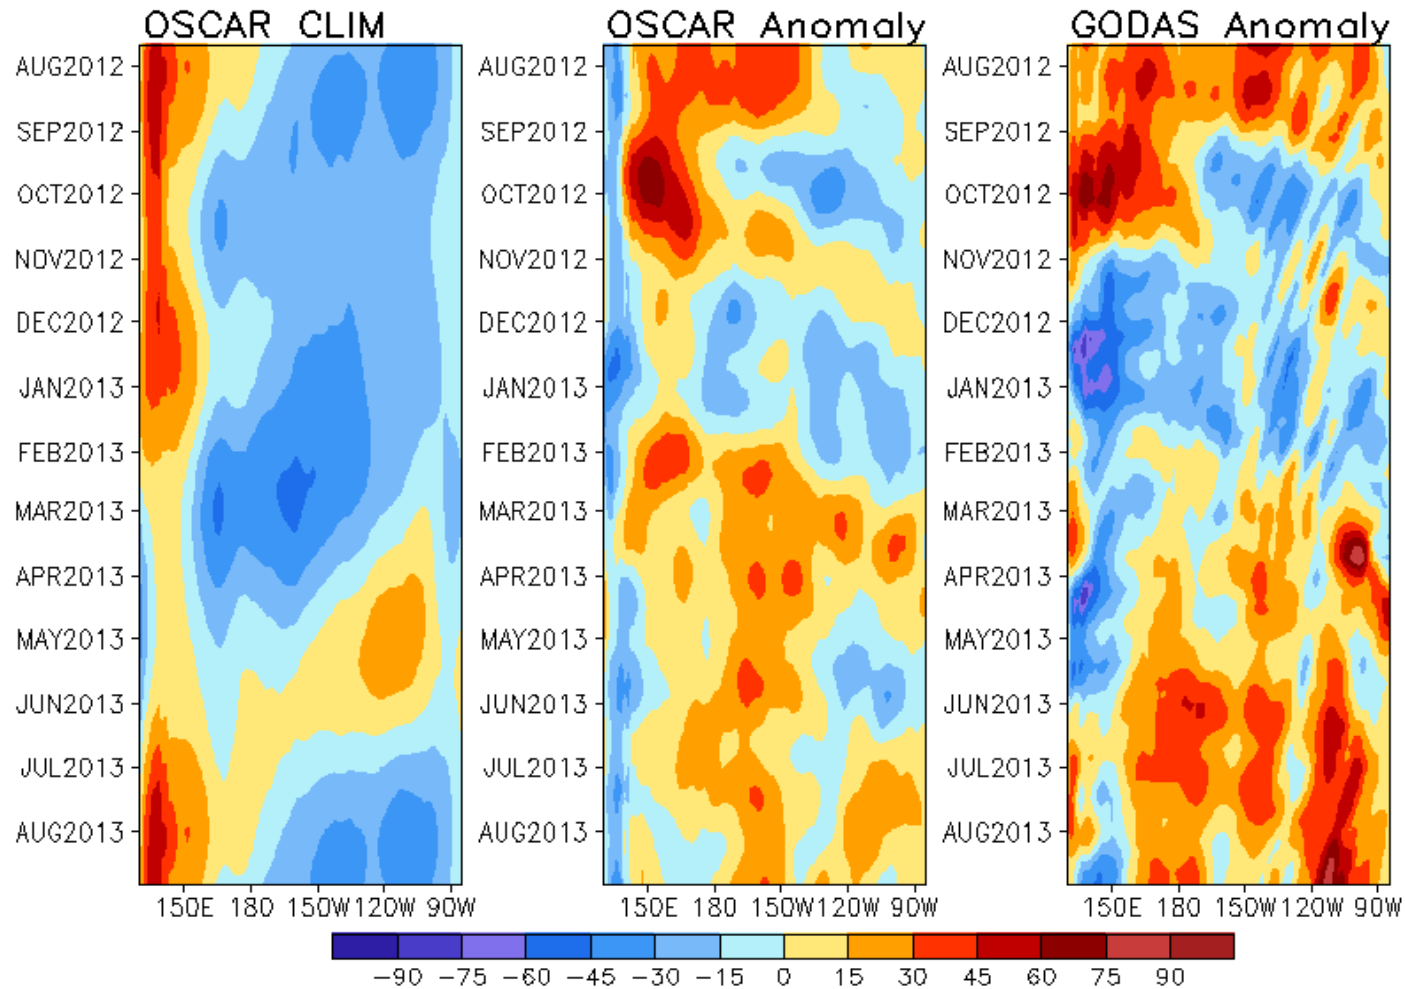 OSCAR CLIM
AUG2012
SEP2012
OCT2012
NOV2012
DEC2012
JAN2013
FEB2013
MAR2013
APR2013
MAY2013
JUN2013
JUL2013
AUG2013
150E 180 150W 120W 90W
OSCAR Anomaly
AUG2012
SEP2012
OCT2012
NOV2012
DEC2012
JAN2013
FEB2013
MAR2013
APR2013
MAY2013
JUN2013
JUL2013
AUG2013
150E 180 150W 120W 90W
GODAS Anomaly
AUG2012
SEP2012
OCT2012
NOV2012
DEC2012
JAN2013
FEB2013
MAR2013
APR2013
MAY2013
JUN2013
JUL2013
AUG2013
150E 180 150W 120W 90W
−90 −75 −60 −45 −30 −15 0 15 30 45 60 75 90